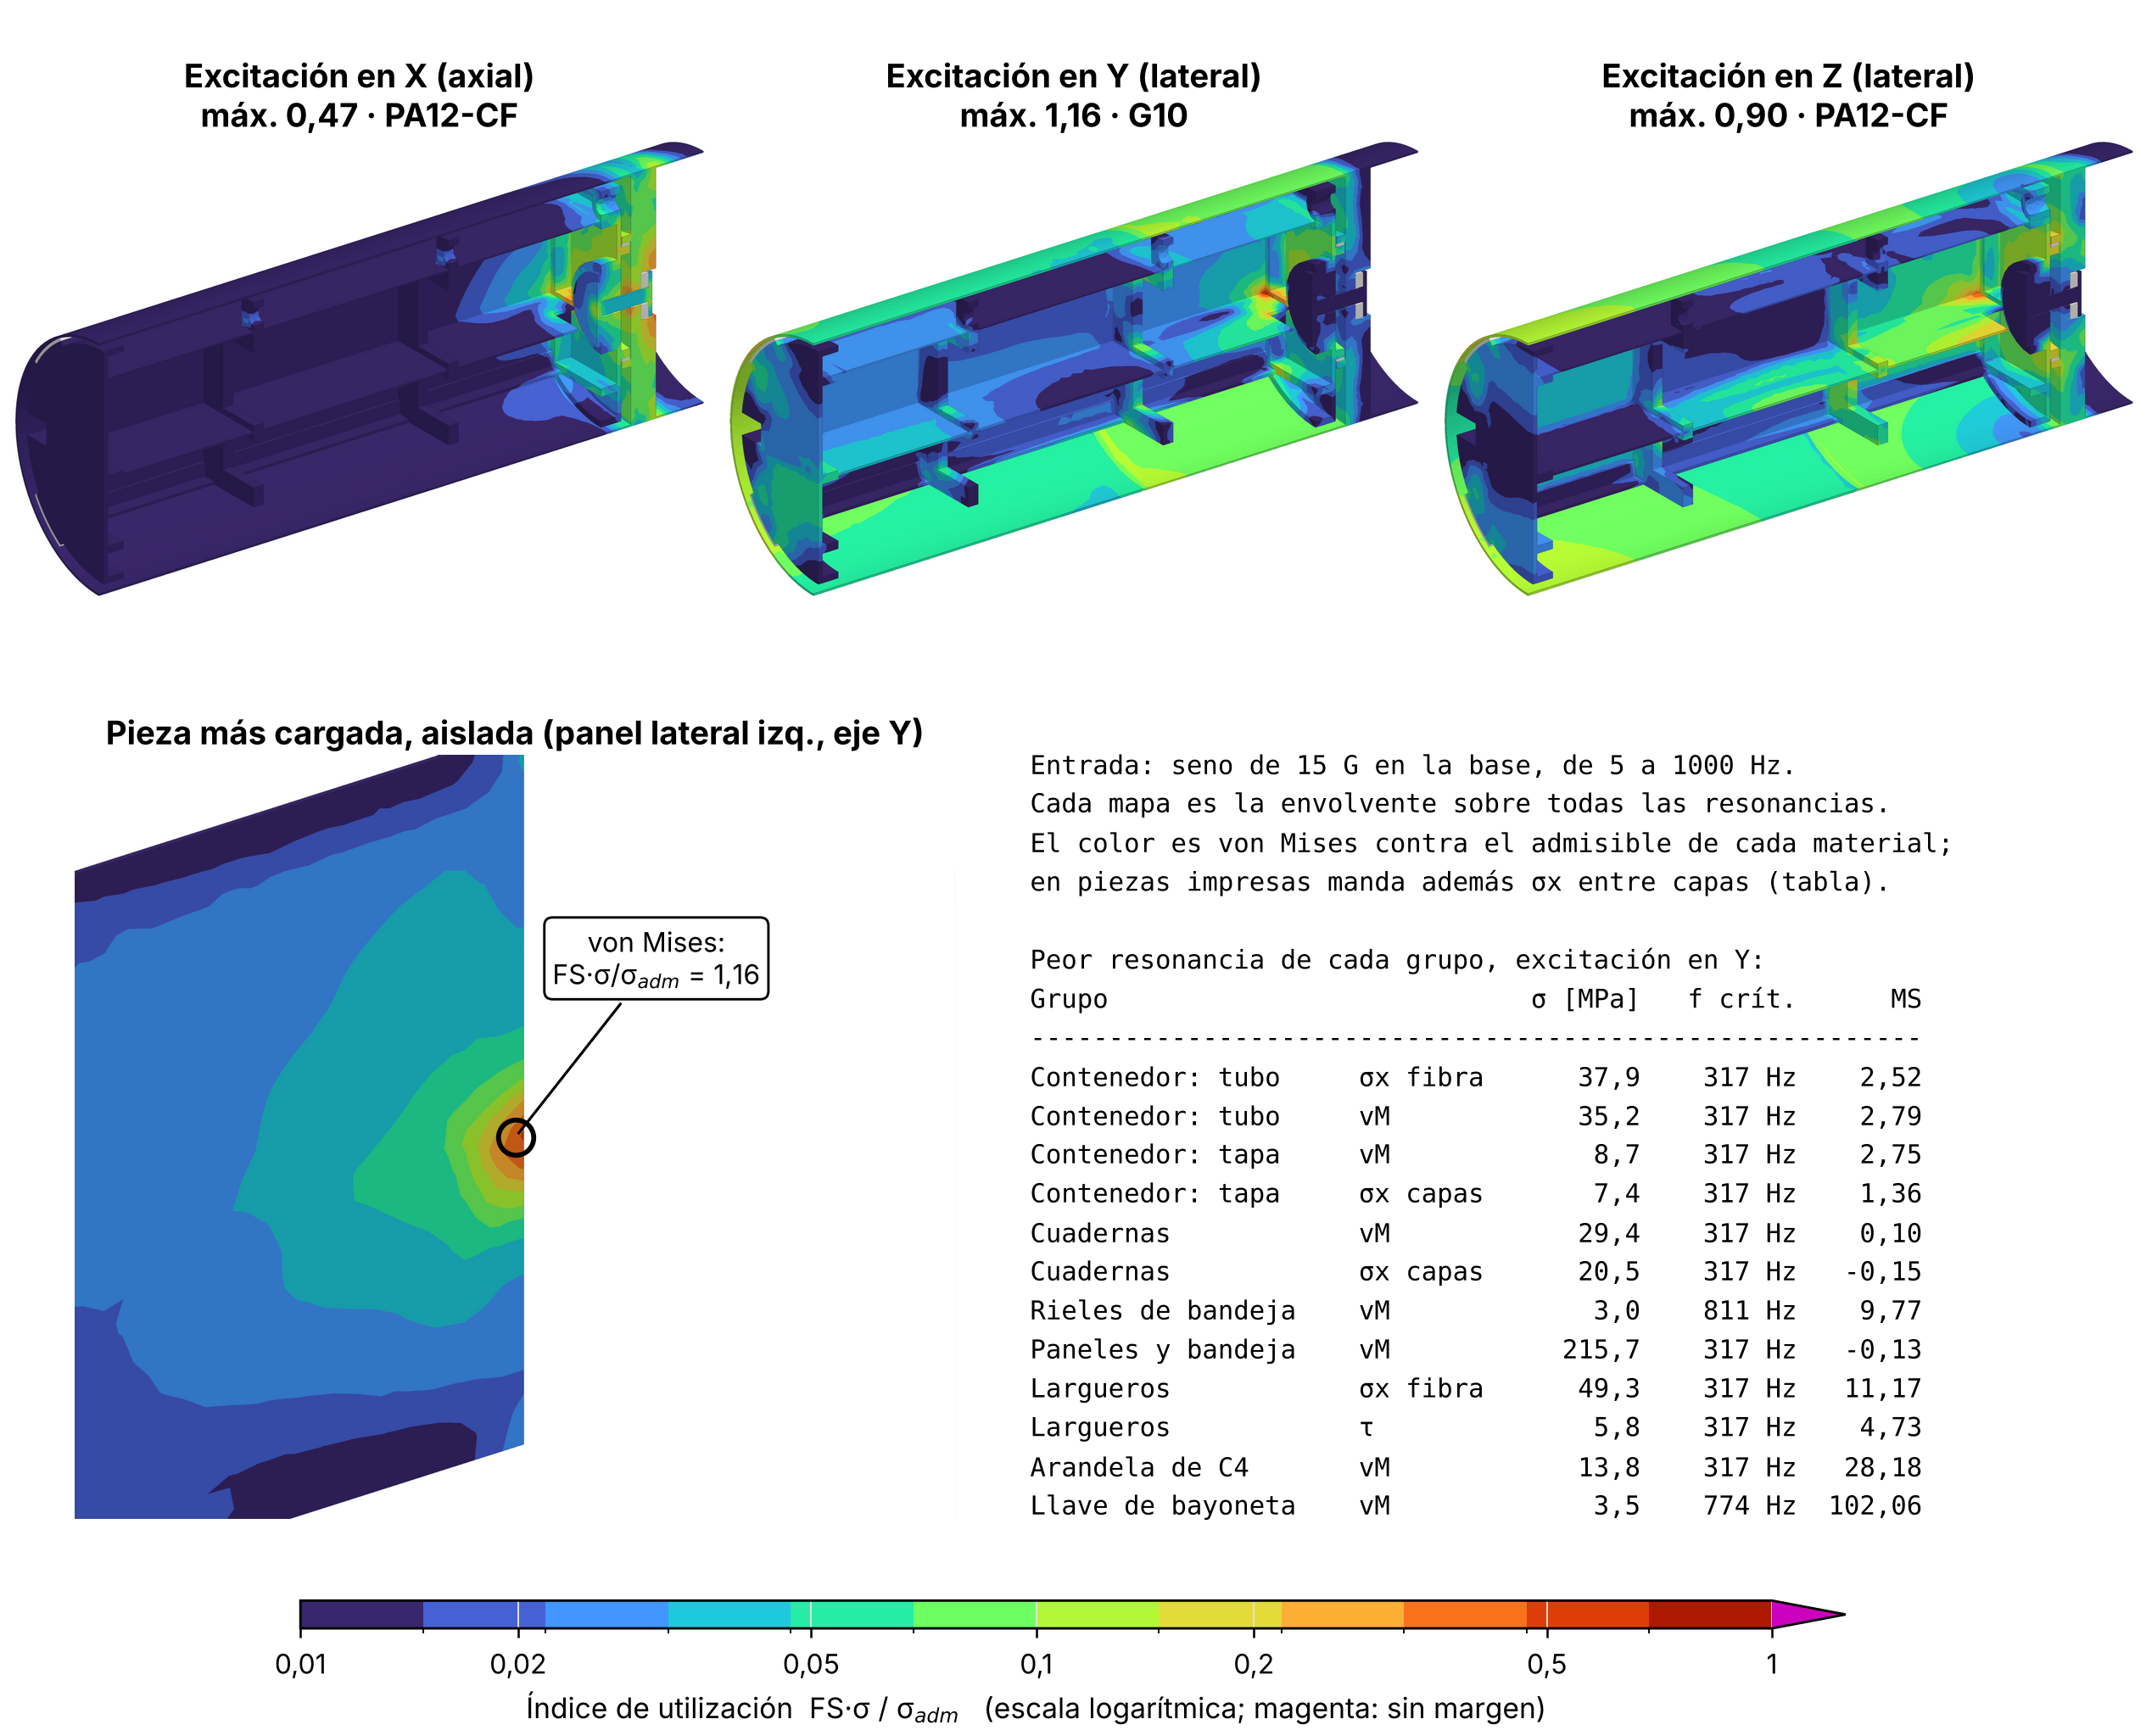 Excitación en X (axial)
máx. 0,47 · PA12-CF
Excitación en Y (lateral)
máx. 1,16 · G10
Excitación en Z (lateral)
máx. 0,90 · PA12-CF
Pieza más cargada, aislada (panel lateral izq., eje Y)
von Mises:
FS·σ/σadm = 1,16
Entrada: seno de 15 G en la base, de 5 a 1000 Hz.
Cada mapa es la envolvente sobre todas las resonancias.
El color es von Mises contra el admisible de cada material;
en piezas impresas manda además σx entre capas (tabla).
Peor resonancia de cada grupo, excitación en Y:
Grupo σ [MPa] f crít. MS
---------------------------------------------------------
Contenedor: tubo σx fibra 37,9 317 Hz 2,52
Contenedor: tubo vM 35,2 317 Hz 2,79
Contenedor: tapa vM 8,7 317 Hz 2,75
Contenedor: tapa σx capas 7,4 317 Hz 1,36
Cuadernas vM 29,4 317 Hz 0,10
Cuadernas σx capas 20,5 317 Hz -0,15
Rieles de bandeja vM 3,0 811 Hz 9,77
Paneles y bandeja vM 215,7 317 Hz -0,13
Largueros σx fibra 49,3 317 Hz 11,17
Largueros τ 5,8 317 Hz 4,73
Arandela de C4 vM 13,8 317 Hz 28,18
Llave de bayoneta vM 3,5 774 Hz 102,06
0,01 0,02 0,05 0,1 0,2 0,5 1
Índice de utilización FS·σ / σadm (escala logarítmica; magenta: sin margen)